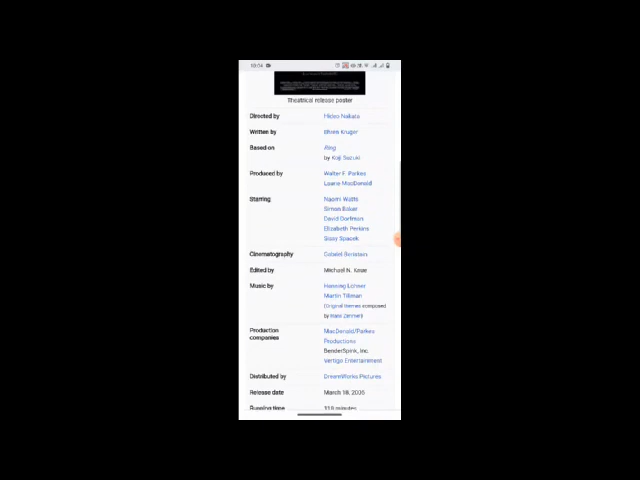 Theatrical release poster
Directed by Hideo Nakata
Written by Ehren Kruger
Based on Ring
by Koji Suzuki
Produced by Walter F. Parkes
Laurie MacDonald
Starring Naomi Watts
Simon Baker
David Dorfman
Elizabeth Perkins
Sissy Spacek
Cinematography Gabriel Beristain
Edited by Michael N. Knue
Music by Henning Lohner
Martin Tillman
(Original themes composed
by Hans Zimmer)
Production MacDonald/Parkes
companies Productions
BenderSpink, Inc.
Vertigo Entertainment
Distributed by DreamWorks Pictures
Release date March 18, 2005
Running time
minutes